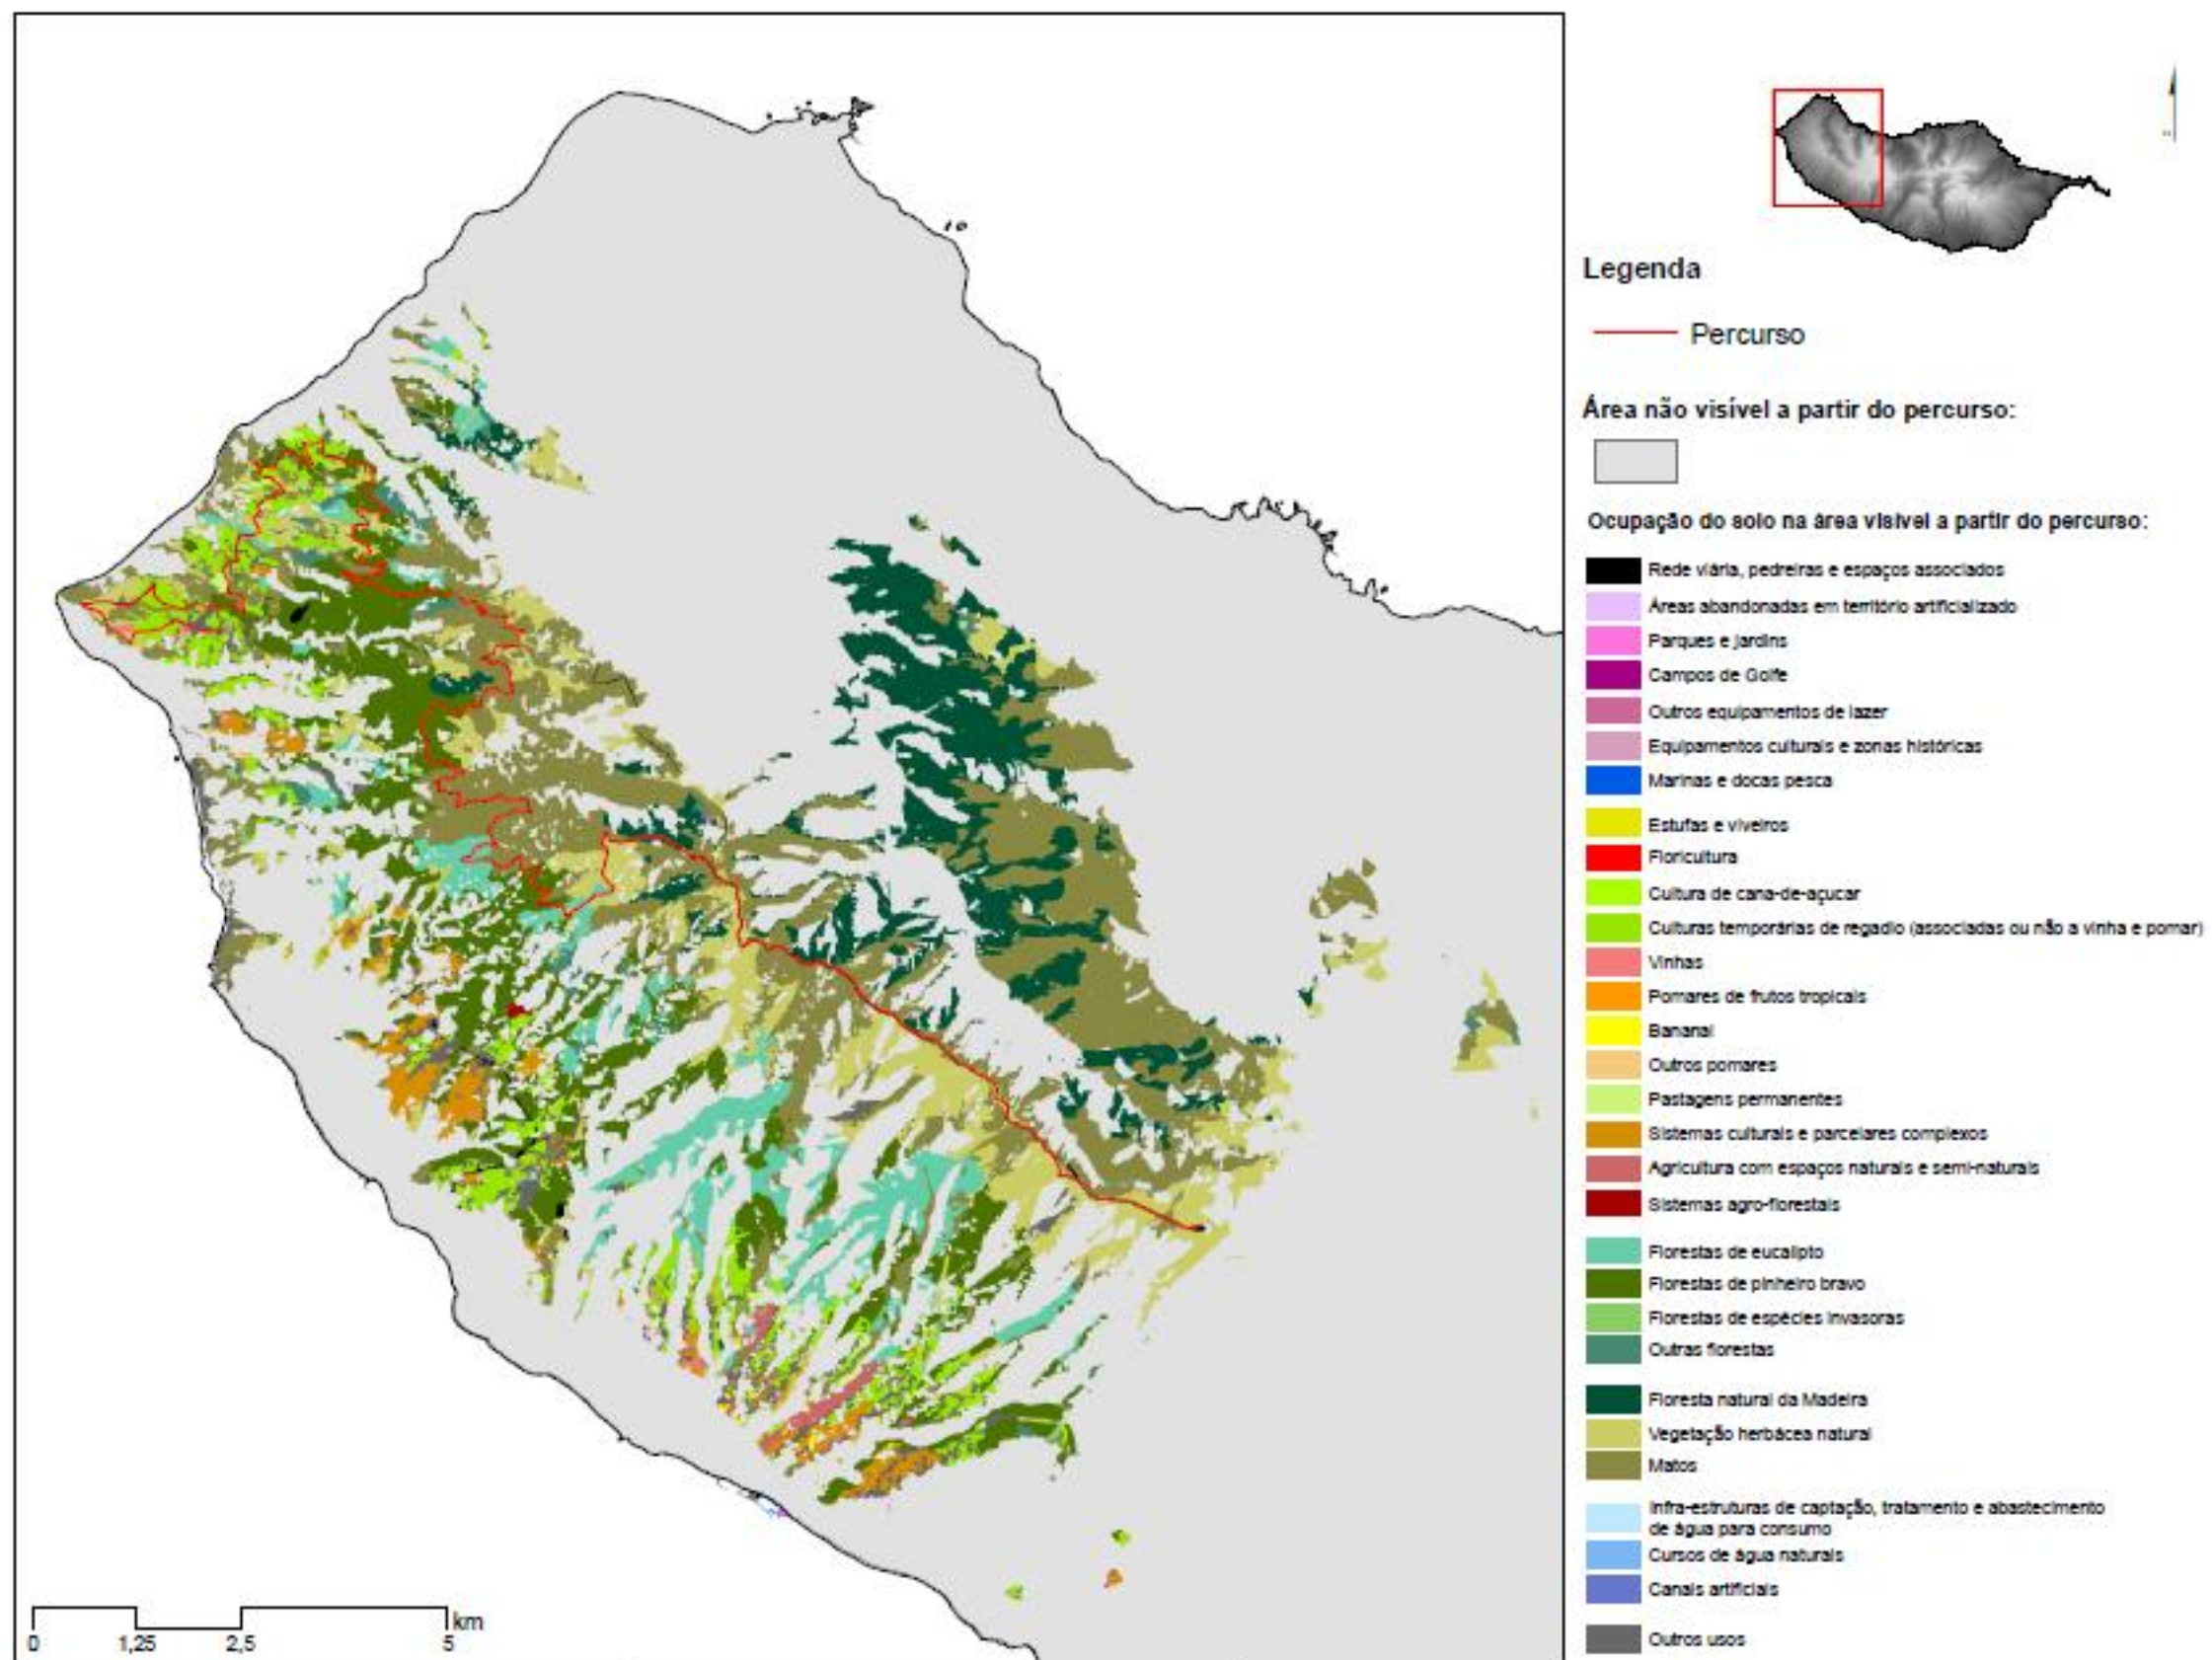 Legenda
Percurso
Área não visível a partir do percurso:
Ocupação do solo na área visível a partir do percurso:
Rede viária, pedreiras e espaços associados
Áreas abandonadas em território artificializado
Parques e jardins
Campos de Golfe
Outros equipamentos de lazer
Equipamentos culturais e zonas históricas
Marinas e docas pesca
Estufas e viveiros
Floricultura
Cultura de cana-de-açucar
Culturas temporárias de regadio (associadas ou não a vinha e pomar)
Vinhas
Pomares de frutos tropicais
Bananal
Outros pomares
Pastagens permanentes
Sistemas culturais e parcelares complexos
Agricultura com espaços naturais e semi-naturais
Sistemas agro-florestais
Florestas de eucalipto
Florestas de pinheiro bravo
Florestas de espécies invasoras
Outras florestas
Floresta natural da Madeira
Vegetação herbácea natural
Matos
Infra-estruturas de captação, tratamento e abastecimento
de água para consumo
Cursos de água naturais
Canais artificiais
Outros usos
km
0 1,25 2,5 5